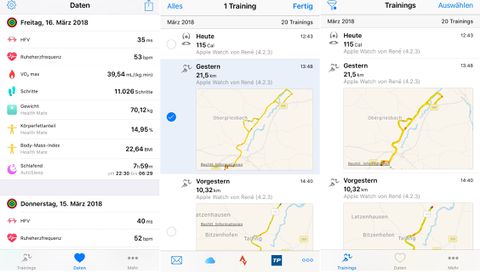 Daten
Freitag, 16. März 2018
HFV
35 ms
Ruheherzfrequenz
53 bpm
VO₂ max
39,54 mL/(kg·min)
Schritte
11.026 Schritte
Gewicht
Health Mate
70,12 kg
Körperfettanteil
Health Mate
14,95 %
Body-Mass-Index
Health Mate
22,64 BMI
Schlafend
AutoSleep
7h59m
pm 22:30 Gr 06:29
Donnerstag, 15. März 2018
HFV
40 ms
Ruheherzfrequenz
52 bpm
Trainings
Daten
Mehr
Alles
1 Training
Fertig
März 2018
20 Trainings
Heute
12:43
115 Cal
Apple Watch von René (4.2.3)
Gestern
13:48
21,5 km
Apple Watch von René (4.2.3)
Obergriesbach
Rechtl. Informationen
Vorgestern
14:40
10,32 km
Apple Watch von René (4.2.3)
Latzenhausen
Bitzenhofen
Taiting
TP
Trainings
Auswählen
März 2018
20 Trainings
Heute
12:43
115 Cal
Apple Watch von René (4.2.3)
Gestern
13:48
21,5 km
Apple Watch von René (4.2.3)
Obergriesbach
Rechtl. Informationen
Vorgestern
14:40
10,32 km
Apple Watch von René (4.2.3)
Latzenhausen
Bitzenhofen
Taiting
Trainings
Daten
Mehr